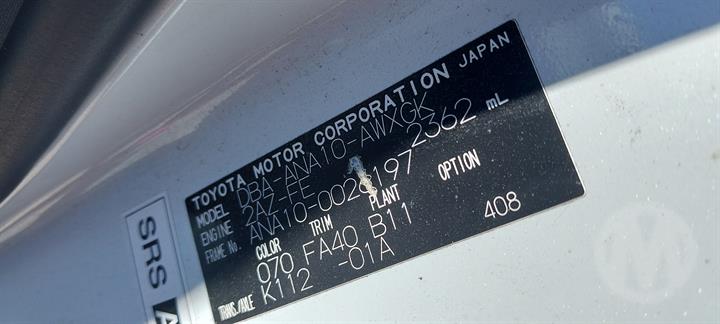 TOYOTA MOTOR CORPORATION JAPAN
MODEL DBA-ANA10-AWXGK
ENGINE 2AZ-FE 2362 mL
FRAME No. ANA10-0026197
COLOR TRIM PLANT OPTION
070 FA40 B11 408
TRANS./AXLE K112 -01A
SRS A